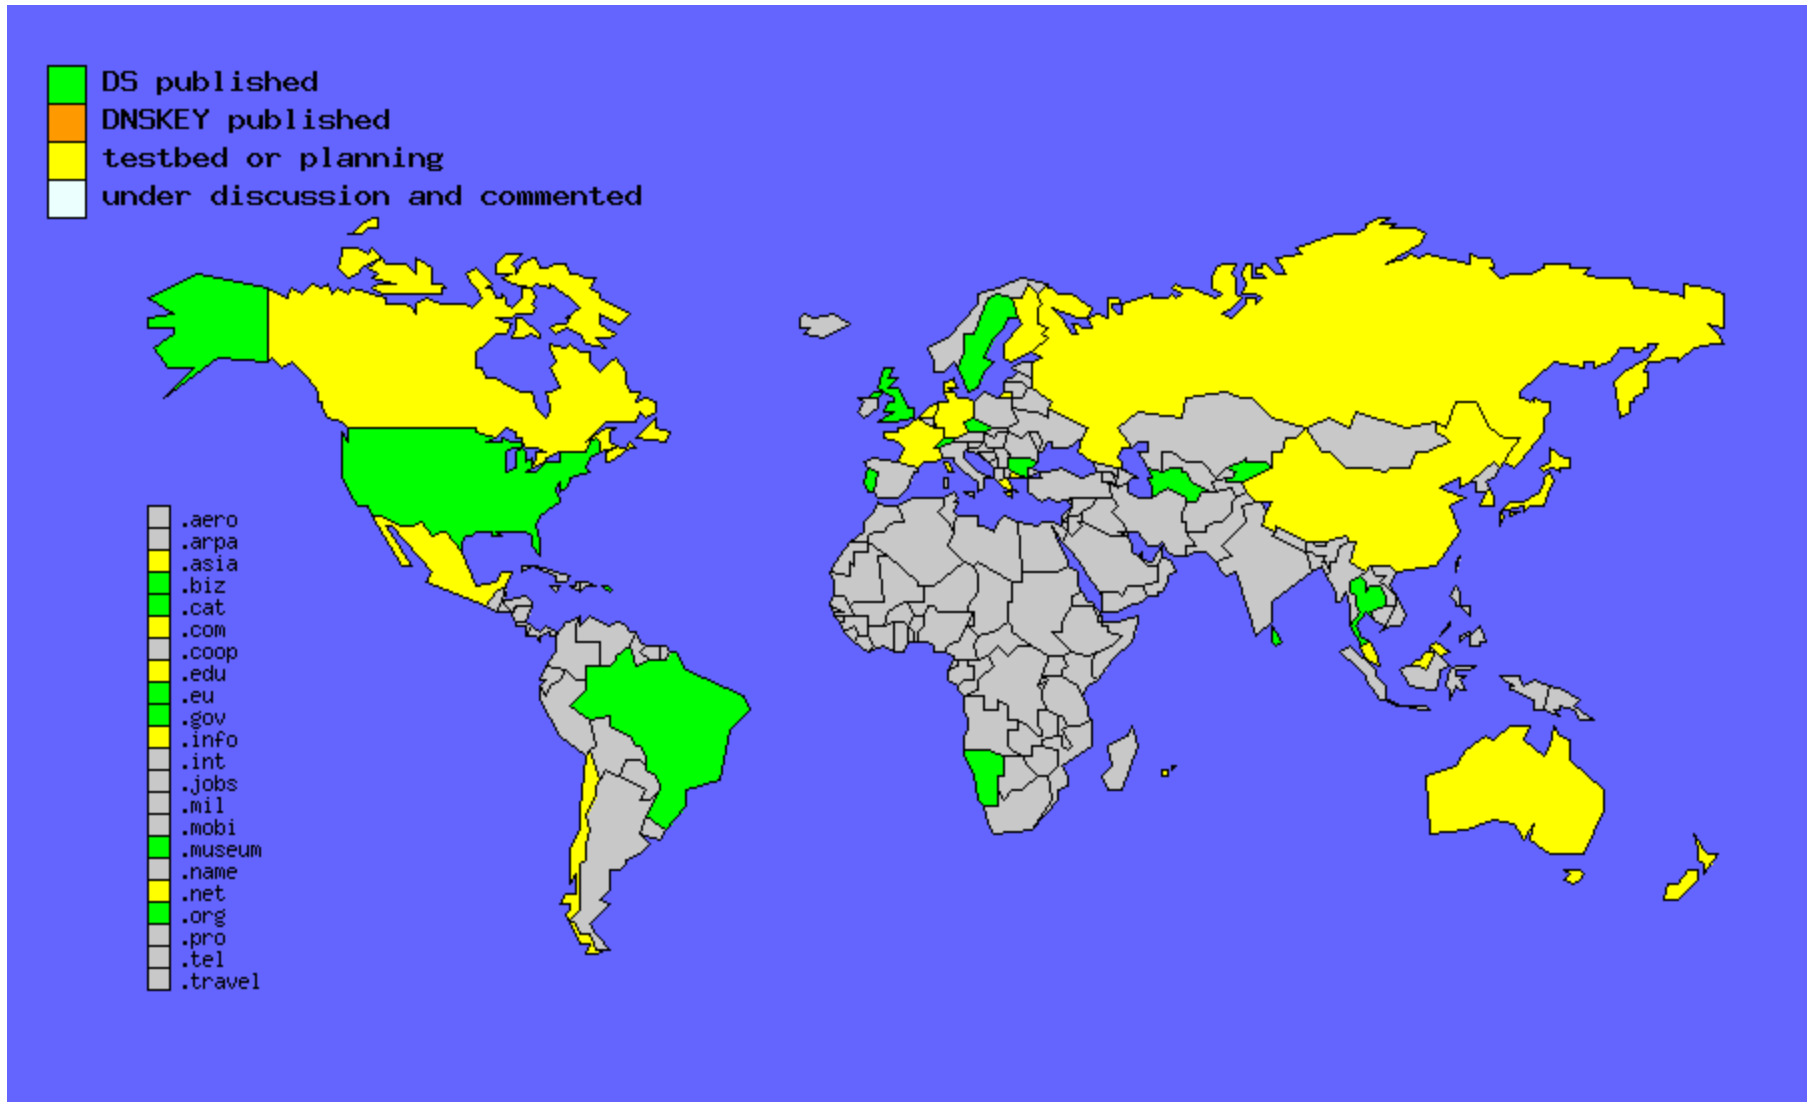 DS published
DNSKEY published
testbed or planning
under discussion and commented
.aero
.arpa
.asia
.biz
.cat
.com
.coop
.edu
.eu
.gov
.info
.int
.jobs
.mil
.mobi
.museum
.name
.net
.org
.pro
.tel
.travel